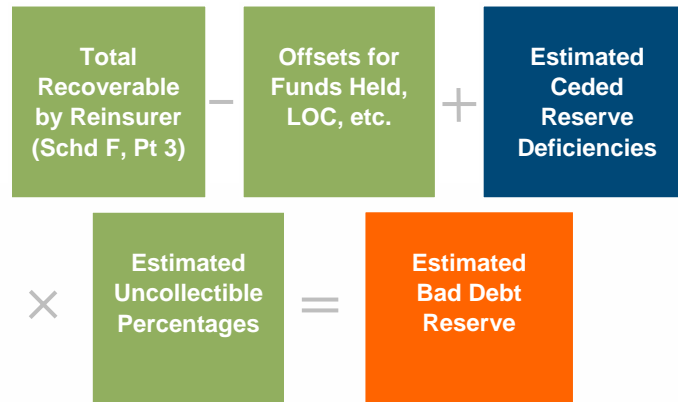 Total
Recoverable
by Reinsurer
(Schd F, Pt 3)
−
Offsets for
Funds Held,
LOC, etc.
+
Estimated
Ceded
Reserve
Deficiencies
×
Estimated
Uncollectible
Percentages
=
Estimated
Bad Debt
Reserve